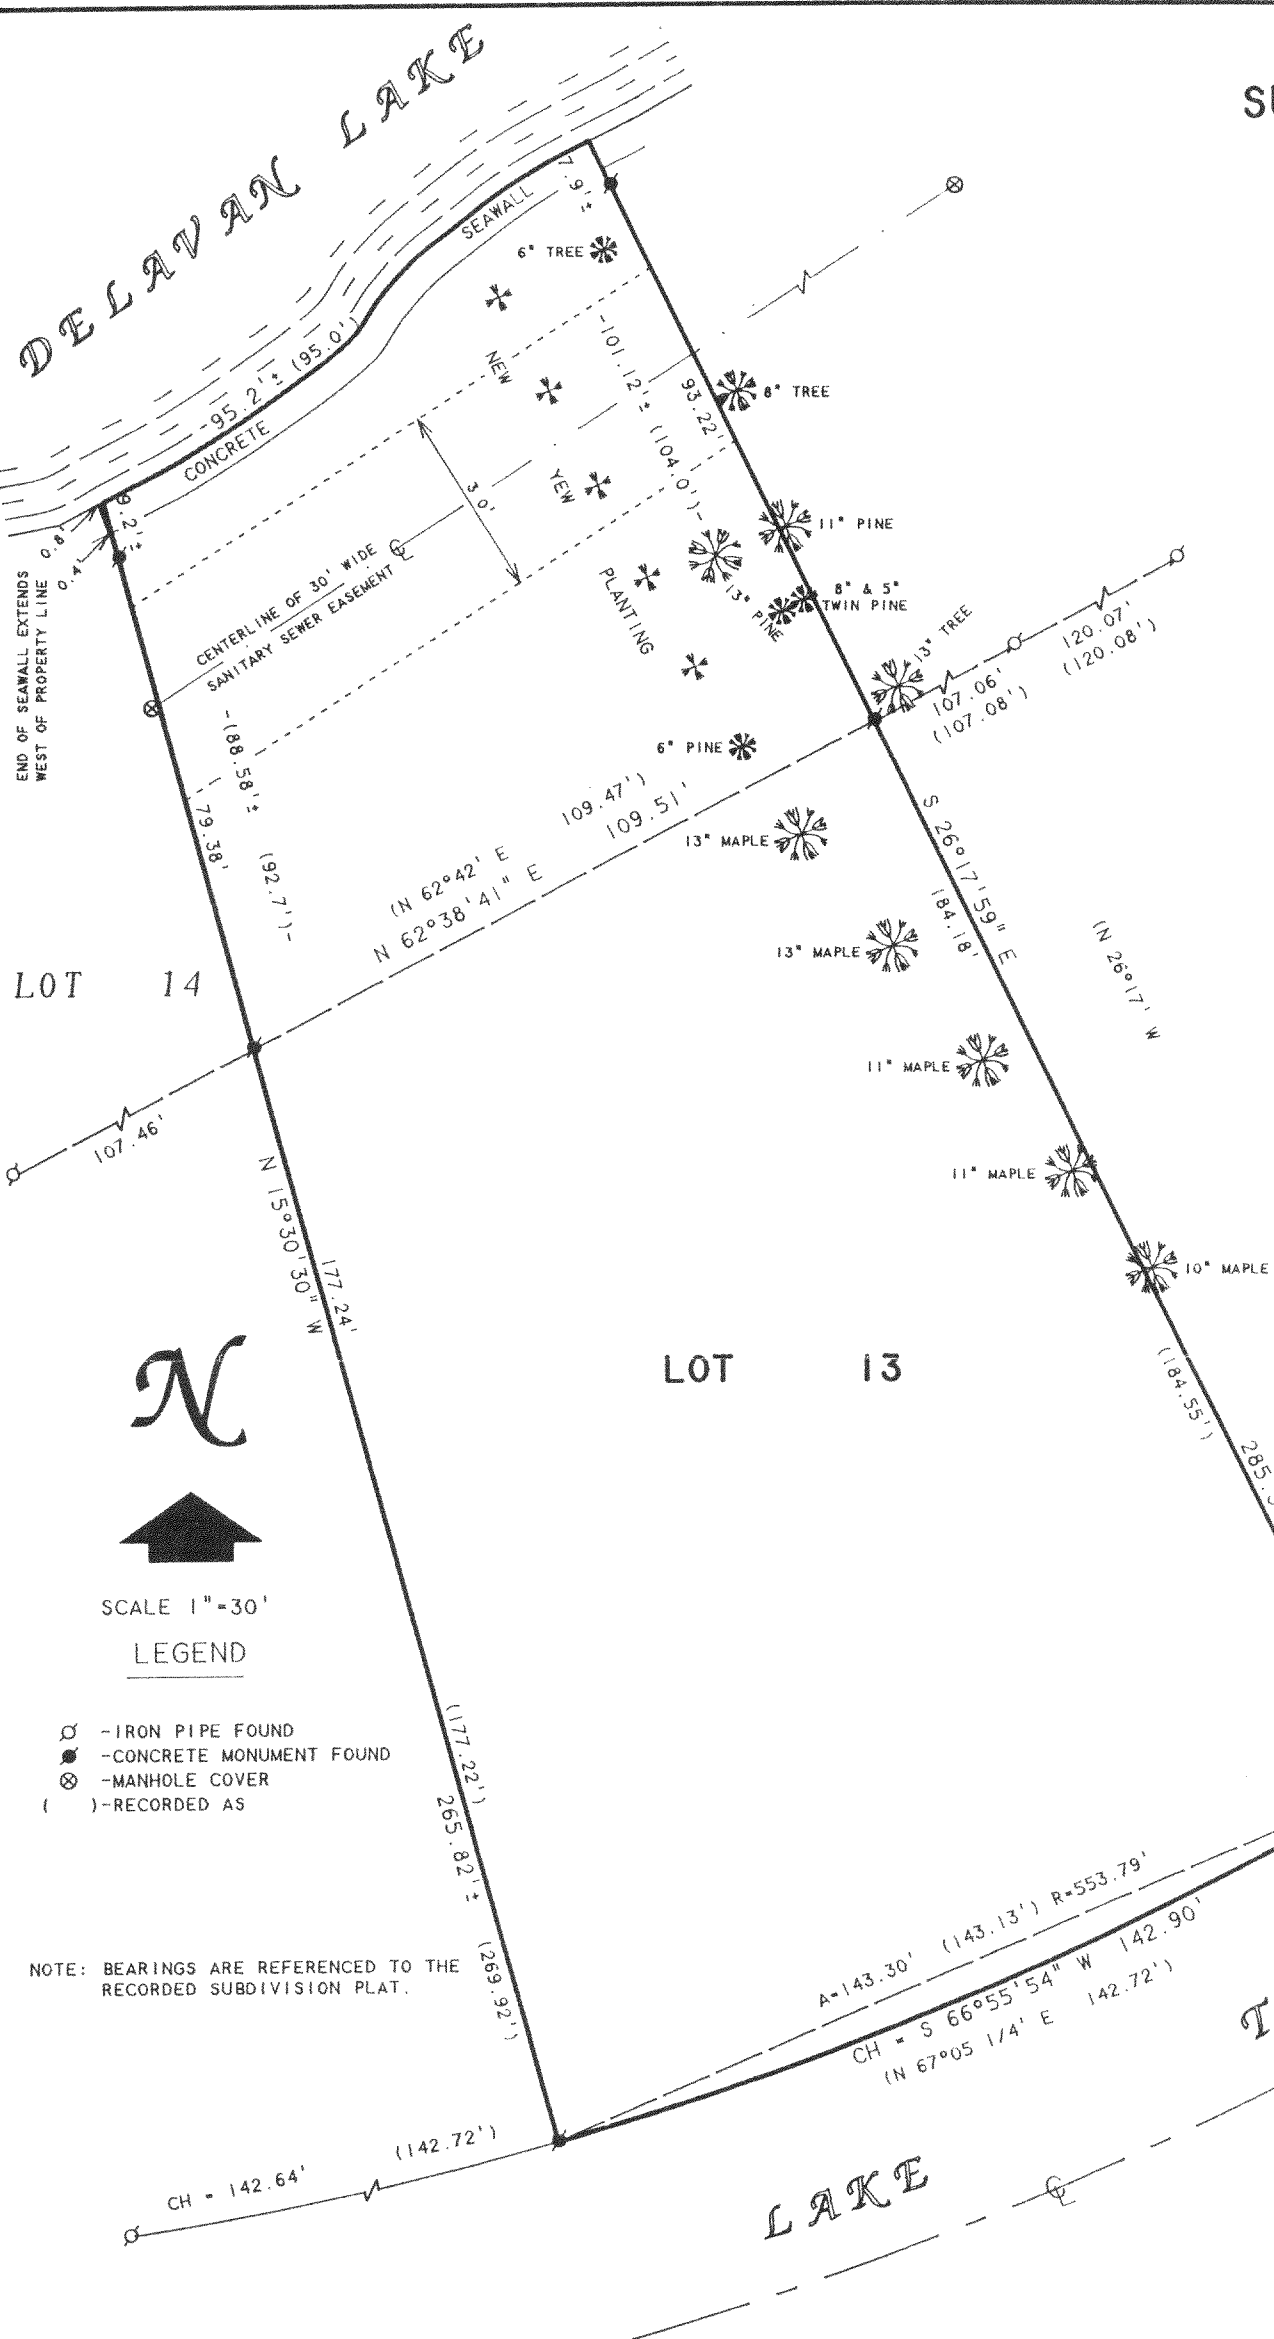 SU
DELAVAN LAKE
7.9'±
SEAWALL
6" TREE
95.2'± (95.0')
CONCRETE
NEW
YEW
PLANTING
-101.12'± (104.0')-
93.22'
8" TREE
30'
9.2'±
0.8'
0.4'
END OF SEAWALL EXTENDS
WEST OF PROPERTY LINE
CENTERLINE OF 30' WIDE
SANITARY SEWER EASEMENT
11" PINE
13" PINE
8" & 5"
TWIN PINE
13" TREE
120.07'
(120.08')
107.06'
(107.08')
6" PINE
-(88.58'± (92.7')-
79.38'
109.47')
109.51'
(N 62°42' E
N 62°38'41" E
13" MAPLE
S 26°17'59" E
184.18'
(N 26°17' W
13" MAPLE
LOT 14
11" MAPLE
107.46'
11" MAPLE
N 15°30'30" W
177.24'
10" MAPLE
LOT 13
(184.55')
285.
N
SCALE 1"=30'
LEGEND
-IRON PIPE FOUND
-CONCRETE MONUMENT FOUND
-MANHOLE COVER
( )-RECORDED AS
(177.22')
265.82'±
(269.92')
NOTE: BEARINGS ARE REFERENCED TO THE
RECORDED SUBDIVISION PLAT.
A=143.30' (143.13') R=553.79'
CH = S 66°55'54" W 142.90'
(N 67°05 1/4' E 142.72')
T
CH = 142.64' (142.72')
LAKE